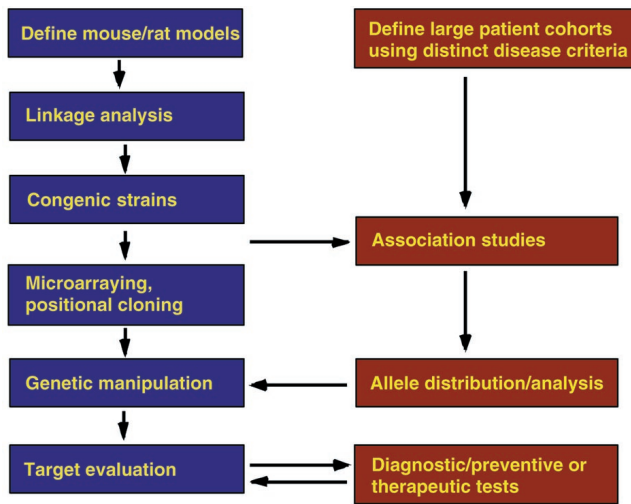 Define mouse/rat models
Linkage analysis
Congenic strains
Microarraying,
positional cloning
Genetic manipulation
Target evaluation
Define large patient cohorts
using distinct disease criteria
Association studies
Allele distribution/analysis
Diagnostic/preventive or
therapeutic tests